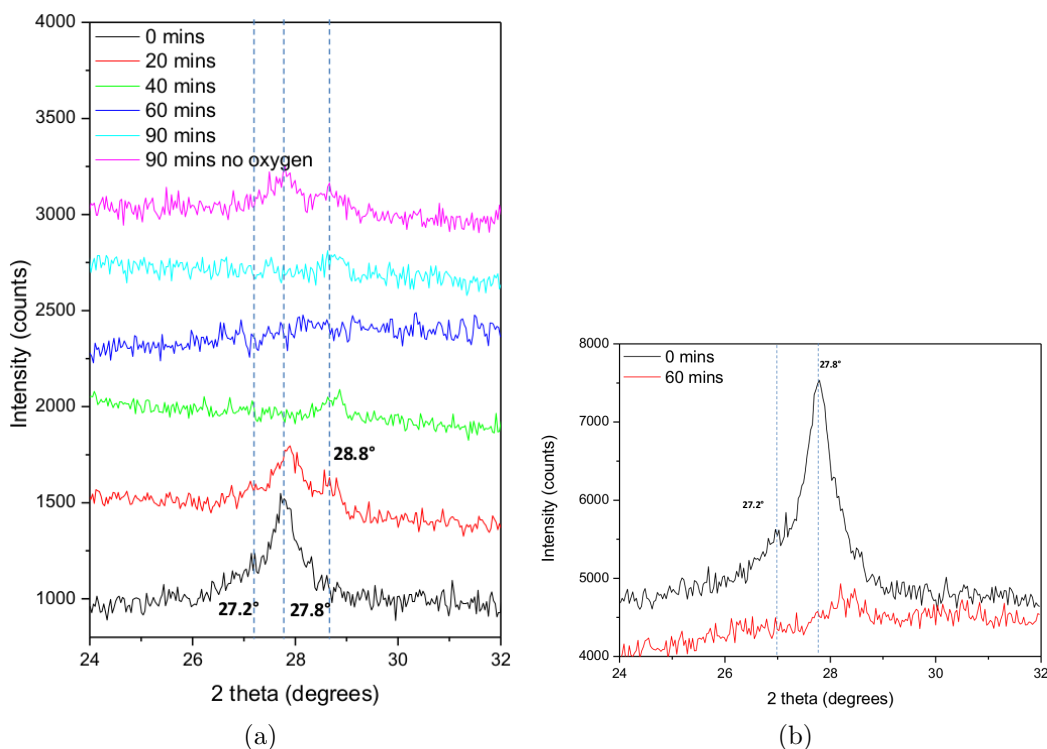 4000
3500
3000
2500
2000
1500
1000
Intensity (counts)
0 mins
20 mins
40 mins
60 mins
90 mins
90 mins no oxygen
28.8°
27.2°
27.8°
24
26
28
30
32
2 theta (degrees)
(a)
8000
7000
6000
5000
4000
Intensity (counts)
0 mins
60 mins
27.8°
27.2°
24
26
28
30
32
2 theta (degrees)
(b)